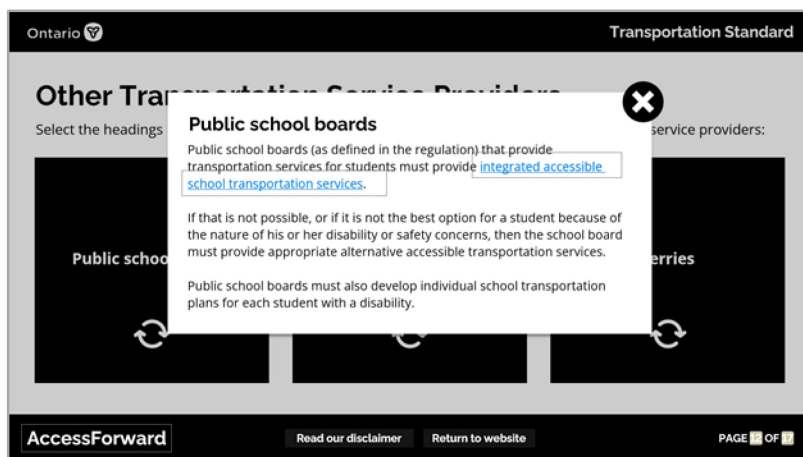 Ontario
Transportation Standard
Other Transportation Service Providers
Select the headings
service providers:
Public school boards
Public school boards (as defined in the regulation) that provide
transportation services for students must provide integrated accessible
school transportation services.
If that is not possible, or if it is not the best option for a student because of
the nature of his or her disability or safety concerns, then the school board
must provide appropriate alternative accessible transportation services.
Public school boards must also develop individual school transportation
plans for each student with a disability.
Public schoo
erries
AccessForward
Read our disclaimer
Return to website
PAGE 12 OF 17